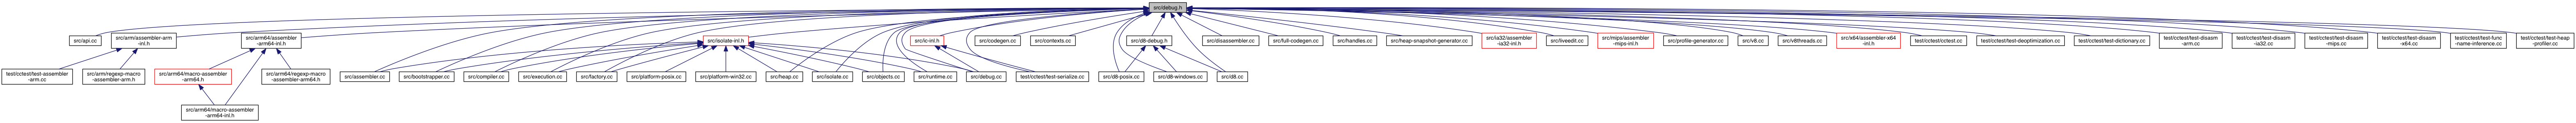 src/debug.h
src/api.cc
src/arm/assembler-arm
-inl.h
src/arm64/assembler
-arm64-inl.h
src/isolate-inl.h
src/ic-inl.h
src/codegen.cc
src/contexts.cc
src/d8-debug.h
src/disassembler.cc
src/full-codegen.cc
src/handles.cc
src/heap-snapshot-generator.cc
src/ia32/assembler
-ia32-inl.h
src/liveedit.cc
src/mips/assembler
-mips-inl.h
src/profile-generator.cc
src/v8.cc
src/v8threads.cc
src/x64/assembler-x64
-inl.h
test/cctest/cctest.cc
test/cctest/test-deoptimization.cc
test/cctest/test-dictionary.cc
test/cctest/test-disasm
-arm.cc
test/cctest/test-disasm
-ia32.cc
test/cctest/test-disasm
-mips.cc
test/cctest/test-disasm
-x64.cc
test/cctest/test-func
-name-inference.cc
test/cctest/test-heap
-profiler.cc
test/cctest/test-assembler
-arm.cc
src/arm/regexp-macro
-assembler-arm.h
src/arm64/macro-assembler
-arm64.h
src/arm64/regexp-macro
-assembler-arm64.h
src/assembler.cc
src/bootstrapper.cc
src/compiler.cc
src/execution.cc
src/factory.cc
src/platform-posix.cc
src/platform-win32.cc
src/heap.cc
src/isolate.cc
src/objects.cc
src/runtime.cc
src/debug.cc
test/cctest/test-serialize.cc
src/d8-posix.cc
src/d8-windows.cc
src/d8.cc
src/arm64/macro-assembler
-arm64-inl.h